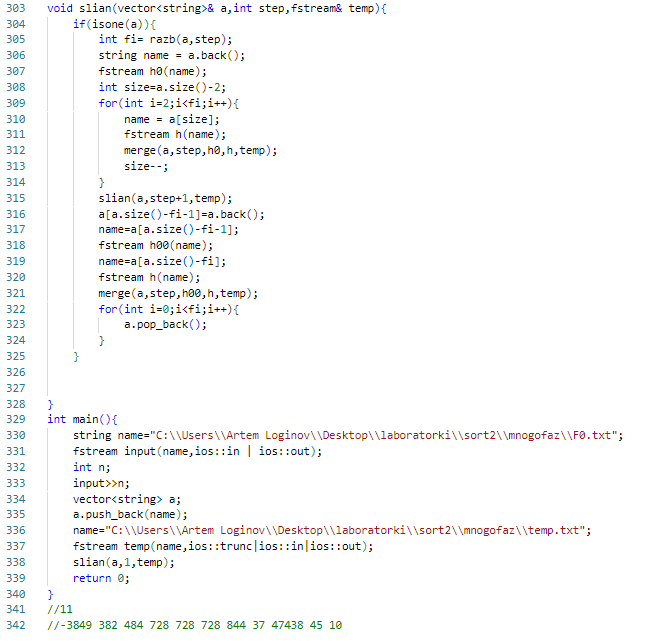 303 void slian(vector<string>& a,int step,fstream& temp){
304     if(isone(a)){
305         int fi= razb(a,step);
306         string name = a.back();
307         fstream h0(name);
308         int size=a.size()-2;
309         for(int i=2;i<fi;i++){
310             name = a[size];
311             fstream h(name);
312             merge(a,step,h0,h,temp);
313             size--;
314         }
315         slian(a,step+1,temp);
316         a[a.size()-fi-1]=a.back();
317         name=a[a.size()-fi-1];
318         fstream h00(name);
319         name=a[a.size()-fi];
320         fstream h(name);
321         merge(a,step,h00,h,temp);
322         for(int i=0;i<fi;i++){
323             a.pop_back();
324         }
325     }
326
327
328 }
329 int main(){
330     string name="C:\\Users\\Artem Loginov\\Desktop\\laboratorki\\sort2\\mnogofaz\\F0.txt";
331     fstream input(name,ios::in | ios::out);
332     int n;
333     input>>n;
334     vector<string> a;
335     a.push_back(name);
336     name="C:\\Users\\Artem Loginov\\Desktop\\laboratorki\\sort2\\mnogofaz\\temp.txt";
337     fstream temp(name,ios::trunc|ios::in|ios::out);
338     slian(a,1,temp);
339     return 0;
340 }
341 //11
342 //-3849 382 484 728 728 728 844 37 47438 45 10